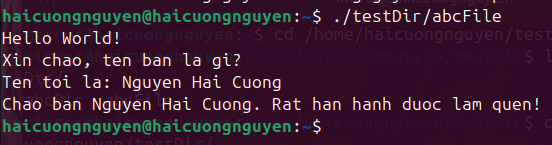 haicuongnguyen@haicuongnguyen:~$ ./testDir/abcFile
Hello World!
Xin chao, ten ban la gi?
Ten toi la: Nguyen Hai Cuong
Chao ban Nguyen Hai Cuong. Rat han hanh duoc lam quen!
haicuongnguyen@haicuongnguyen:~$